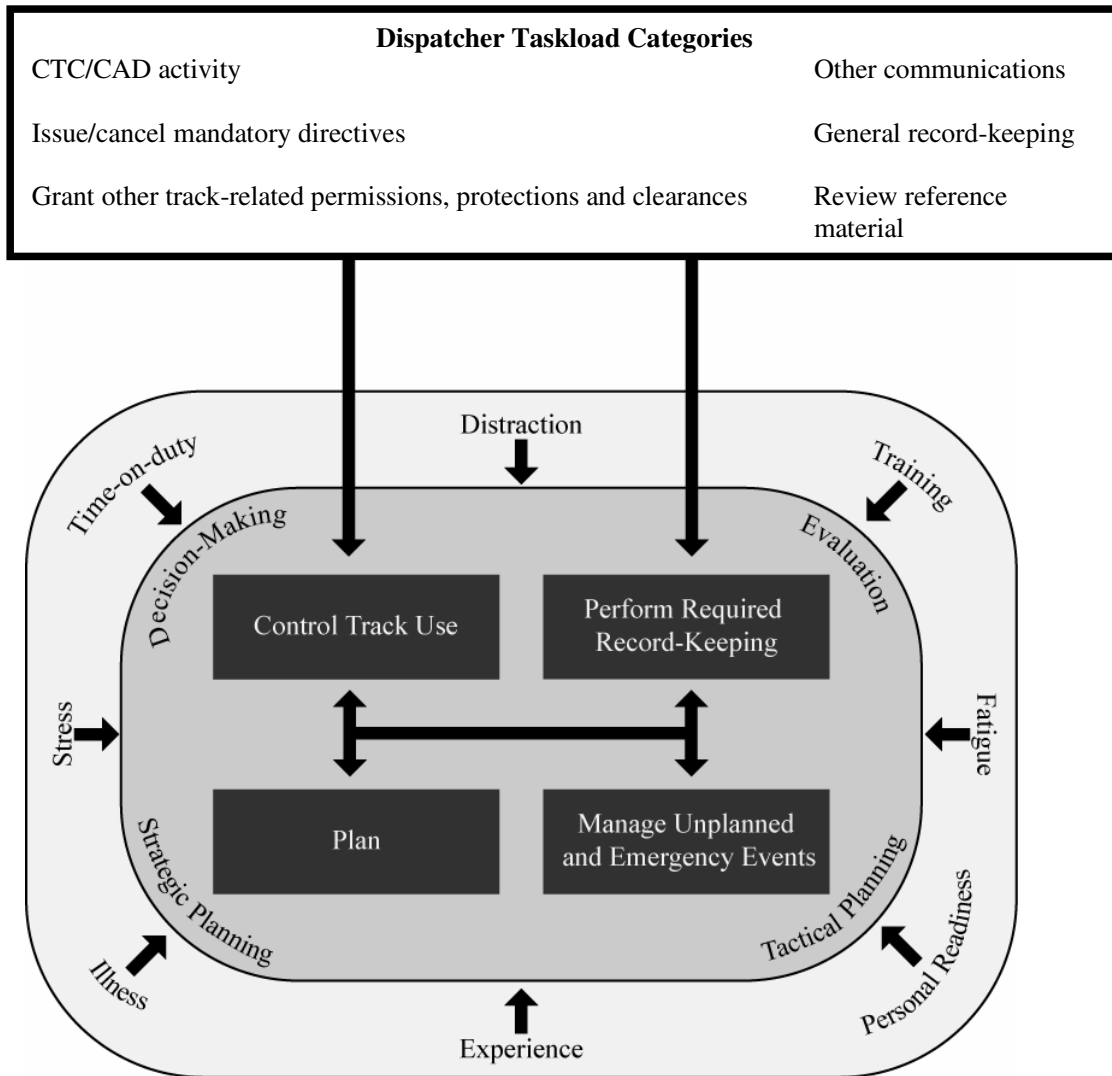 Dispatcher Taskload Categories
CTC/CAD activity
Other communications
Issue/cancel mandatory directives
General record-keeping
Grant other track-related permissions, protections and clearances
Review reference
material
Distraction
Time-on-duty
Training
Decision-Making
Evaluation
Control Track Use
Perform Required
Record-Keeping
Stress
Fatigue
Plan
Manage Unplanned
and Emergency Events
Strategic Planning
Tactical Planning
Illness
Personal Readiness
Experience